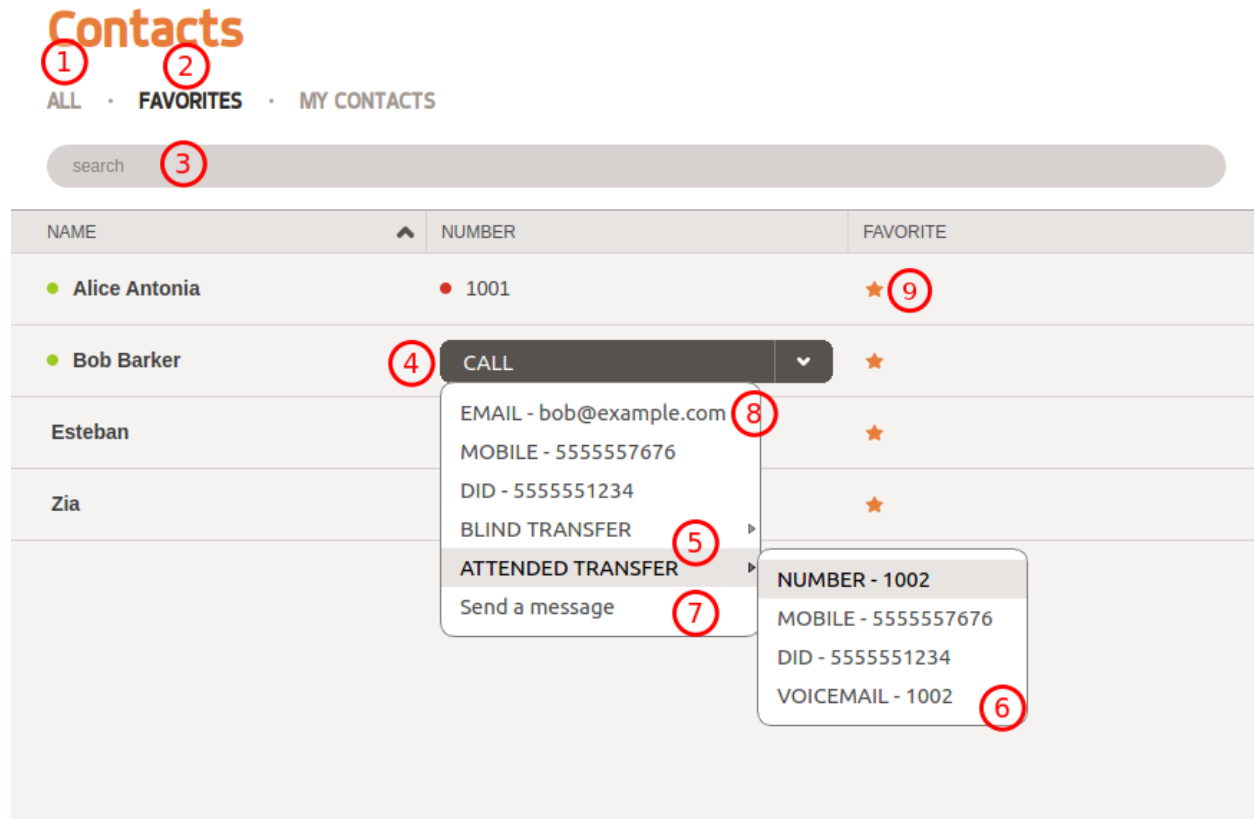 Contacts
1 2
ALL · FAVORITES · MY CONTACTS
search 3
NAME NUMBER FAVORITE
Alice Antonia 1001 9
Bob Barker 4 CALL
EMAIL - bob@example.com 8
Esteban
MOBILE - 5555557676
DID - 5555551234
Zia
BLIND TRANSFER 5
ATTENDED TRANSFER
NUMBER - 1002
Send a message 7
MOBILE - 5555557676
DID - 5555551234
VOICEMAIL - 1002 6